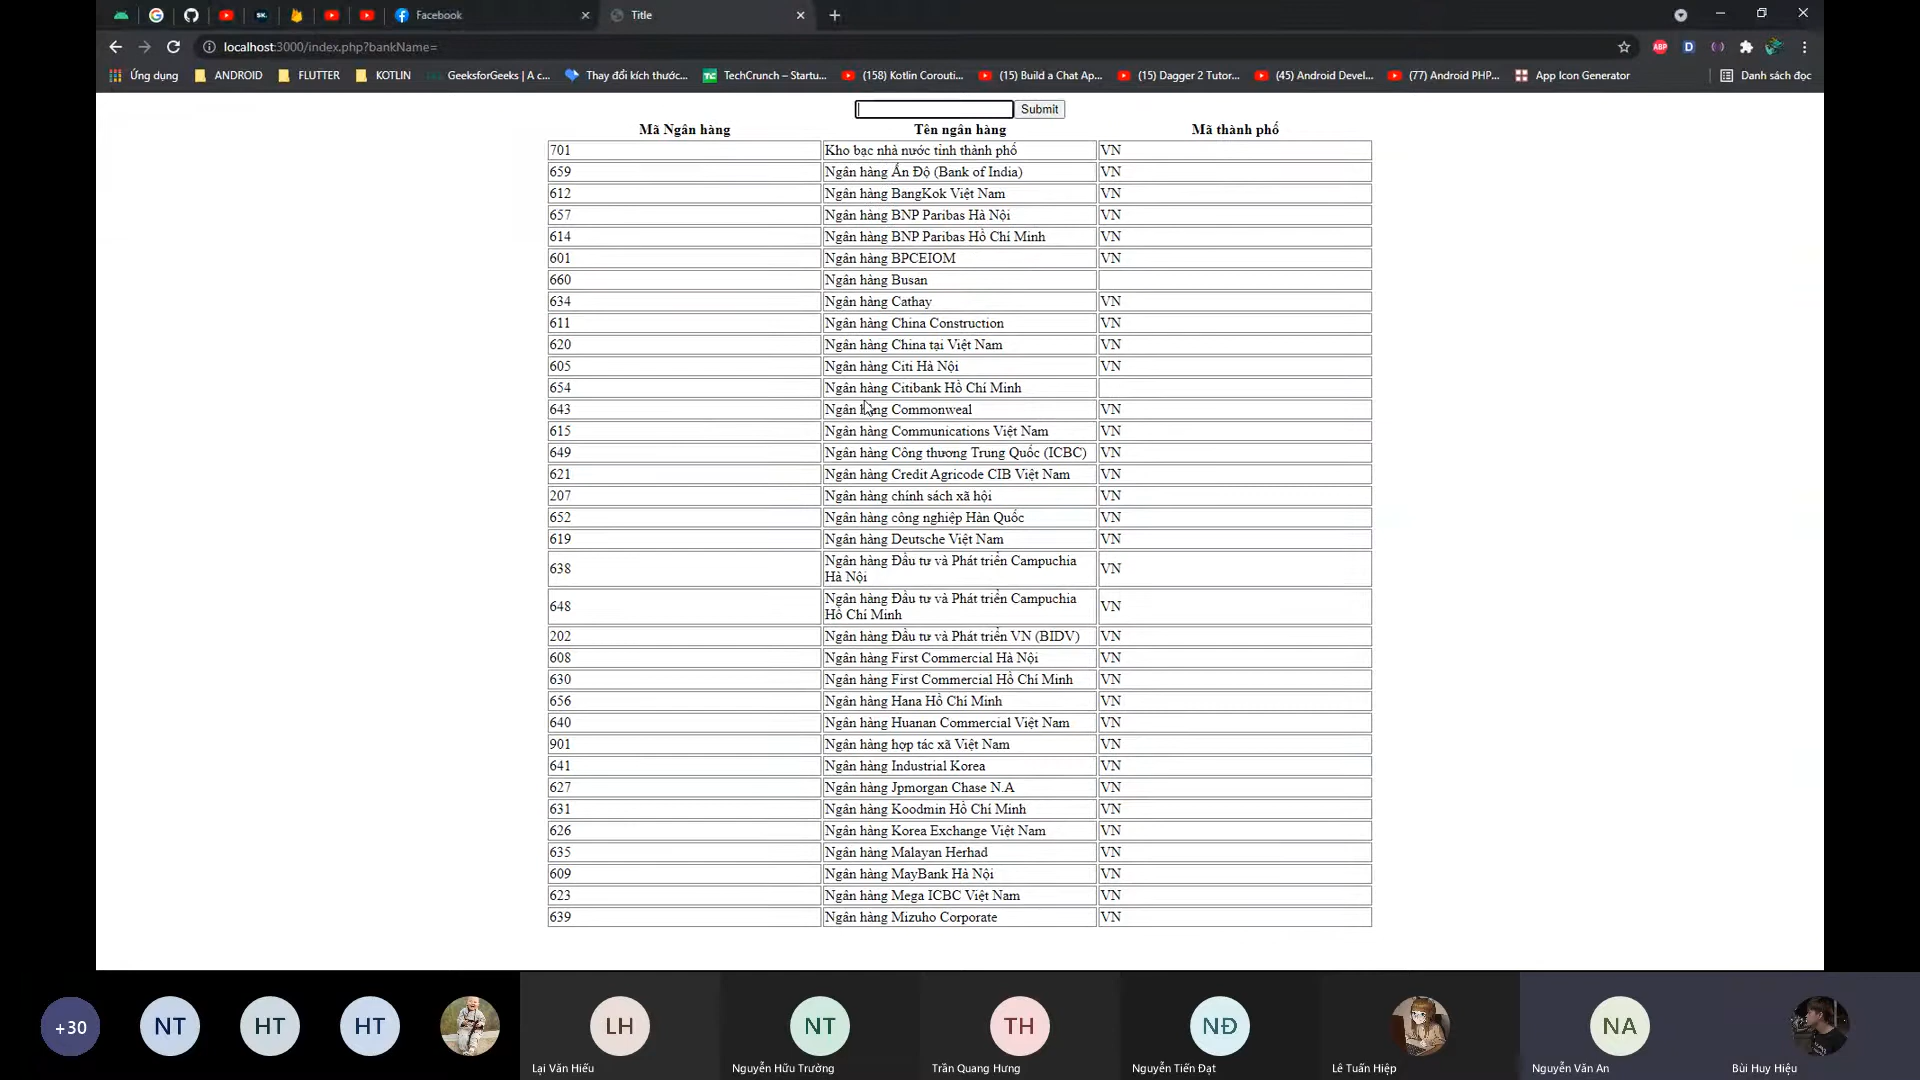 Facebook
Title
localhost:3000/index.php?bankName=
ABP
Ứng dụng ANDROID FLUTTER KOTLIN GeeksforGeeks | A c... Thay đổi kích thước... TechCrunch – Startu... (158) Kotlin Corouti... (15) Build a Chat Ap... (15) Dagger 2 Tutor... (45) Android Devel... (77) Android PHP... App Icon Generator Danh sách đọc
Submit
Mã Ngân hàng Tên ngân hàng Mã thành phố
701 Kho bạc nhà nước tỉnh thành phố VN
659 Ngân hàng Ấn Độ (Bank of India) VN
612 Ngân hàng BangKok Việt Nam VN
657 Ngân hàng BNP Paribas Hà Nội VN
614 Ngân hàng BNP Paribas Hồ Chí Minh VN
601 Ngân hàng BPCEIOM VN
660 Ngân hàng Busan
634 Ngân hàng Cathay VN
611 Ngân hàng China Construction VN
620 Ngân hàng China tại Việt Nam VN
605 Ngân hàng Citi Hà Nội VN
654 Ngân hàng Citibank Hồ Chí Minh
643 Ngân hàng Commonweal VN
615 Ngân hàng Communications Việt Nam VN
649 Ngân hàng Công thương Trung Quốc (ICBC) VN
621 Ngân hàng Credit Agricode CIB Việt Nam VN
207 Ngân hàng chính sách xã hội VN
652 Ngân hàng công nghiệp Hàn Quốc VN
619 Ngân hàng Deutsche Việt Nam VN
638 Ngân hàng Đầu tư và Phát triển Campuchia
Hà Nội VN
648 Ngân hàng Đầu tư và Phát triển Campuchia
Hồ Chí Minh VN
202 Ngân hàng Đầu tư và Phát triển VN (BIDV) VN
608 Ngân hàng First Commercial Hà Nội VN
630 Ngân hàng First Commercial Hồ Chí Minh VN
656 Ngân hàng Hana Hồ Chí Minh VN
640 Ngân hàng Huanan Commercial Việt Nam VN
901 Ngân hàng hợp tác xã Việt Nam VN
641 Ngân hàng Industrial Korea VN
627 Ngân hàng Jpmorgan Chase N.A VN
631 Ngân hàng Koodmin Hồ Chí Minh VN
626 Ngân hàng Korea Exchange Việt Nam VN
635 Ngân hàng Malayan Herhad VN
609 Ngân hàng MayBank Hà Nội VN
623 Ngân hàng Mega ICBC Việt Nam VN
639 Ngân hàng Mizuho Corporate VN
+30 NT HT HT LH NT TH NĐ NA
Lại Văn Hiếu Nguyễn Hữu Trường Trần Quang Hưng Nguyễn Tiến Đạt Lê Tuấn Hiệp Nguyễn Văn An Bùi Huy Hiệu